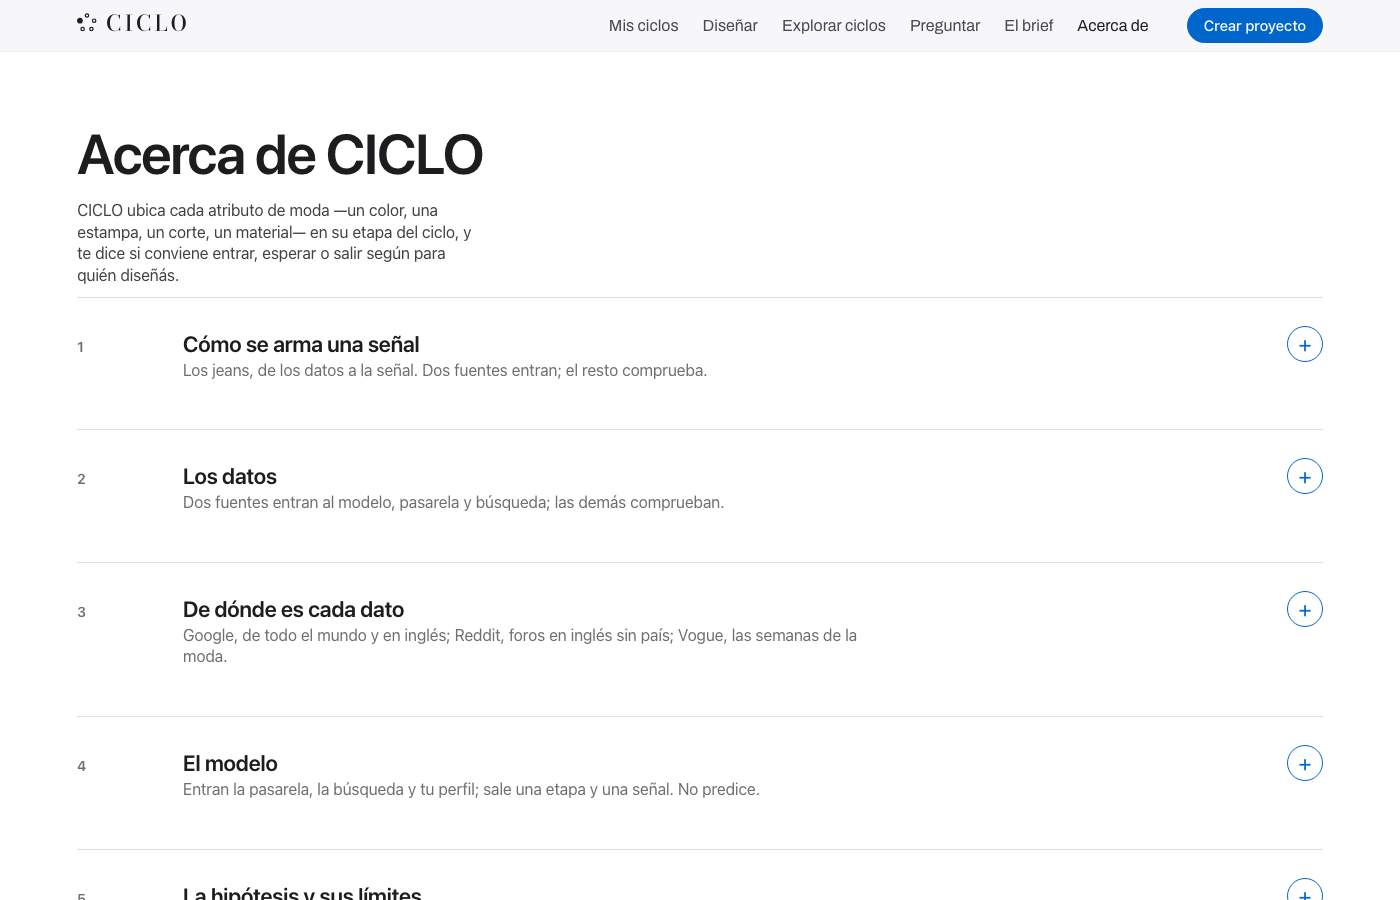 CICLO
Mis ciclos
Diseñar
Explorar ciclos
Preguntar
El brief
Acerca de
Crear proyecto
Acerca de CICLO
CICLO ubica cada atributo de moda —un color, una
estampa, un corte, un material— en su etapa del ciclo, y
te dice si conviene entrar, esperar o salir según para
quién diseñás.
1
Cómo se arma una señal
Los jeans, de los datos a la señal. Dos fuentes entran; el resto comprueba.
2
Los datos
Dos fuentes entran al modelo, pasarela y búsqueda; las demás comprueban.
3
De dónde es cada dato
Google, de todo el mundo y en inglés; Reddit, foros en inglés sin país; Vogue, las semanas de la
moda.
4
El modelo
Entran la pasarela, la búsqueda y tu perfil; sale una etapa y una señal. No predice.
5
La hipótesis y sus límites